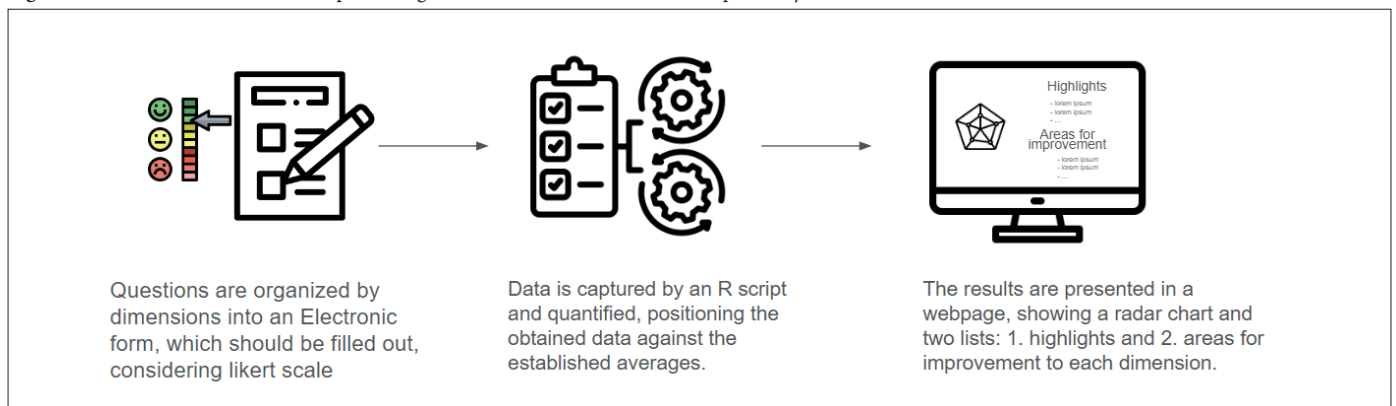 Highlights
- lorem ipsum
- lorem ipsum
- ...
Areas for
improvement
- lorem ipsum
- lorem ipsum
- ...
Questions are organized by
dimensions into an Electronic
form, which should be filled out,
considering likert scale
Data is captured by an R script
and quantified, positioning the
obtained data against the
established averages.
The results are presented in a
webpage, showing a radar chart and
two lists: 1. highlights and 2. areas for
improvement to each dimension.